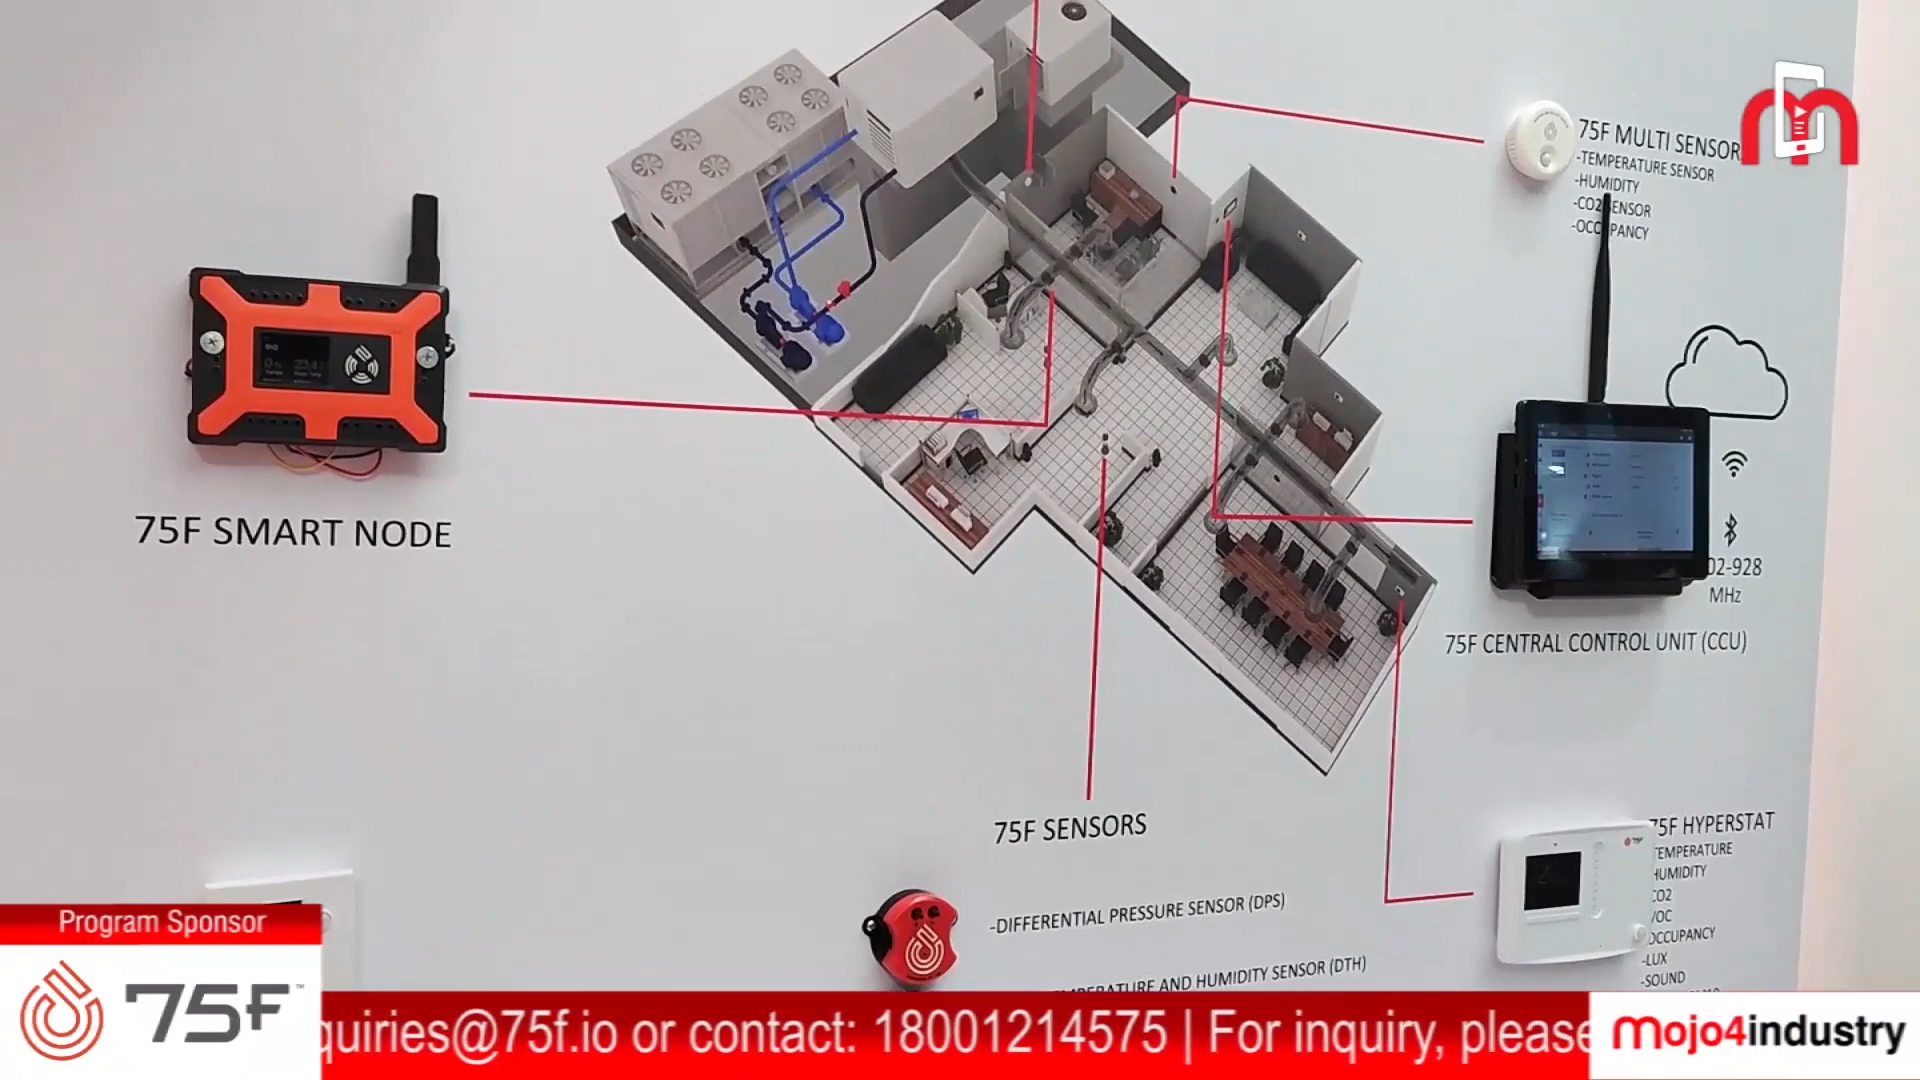 75F MULTI SENSOR
-TEMPERATURE SENSOR
-HUMIDITY
-CO2 SENSOR
-OCCUPANCY
75F SMART NODE
02-928
MHz
75F CENTRAL CONTROL UNIT (CCU)
75F SENSORS
-DIFFERENTIAL PRESSURE SENSOR (DPS)
TEMPERATURE AND HUMIDITY SENSOR (DTH)
75F HYPERSTAT
TEMPERATURE
HUMIDITY
CO2
VOC
OCCUPANCY
-LUX
-SOUND
Program Sponsor
75F™
quiries@75f.io or contact: 18001214575 | For inquiry, please
mojo4industry